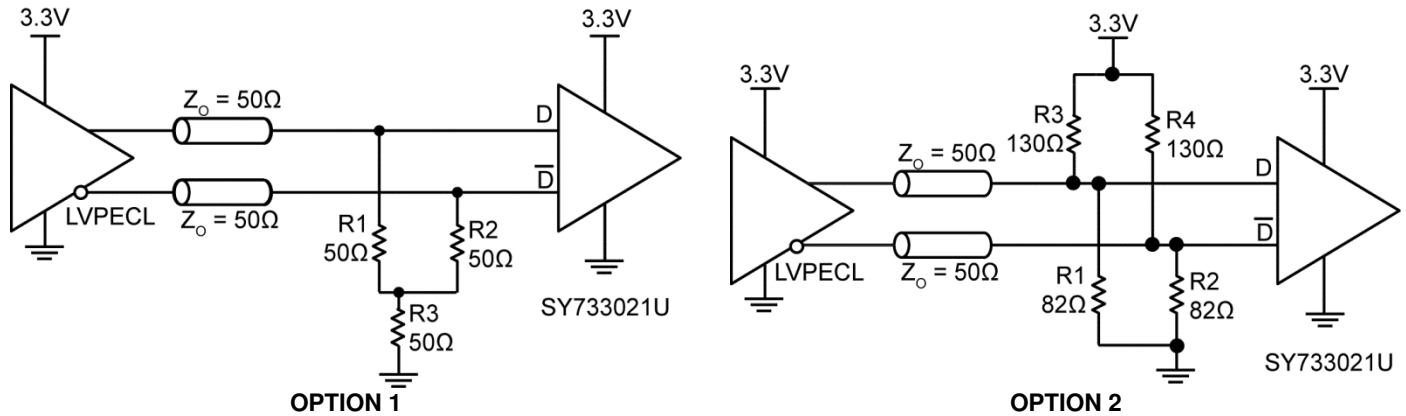 3.3V
3.3V
Z_O = 50Ω
D
D̅
Z_O = 50Ω
LVPECL
R1
50Ω
R2
50Ω
R3
50Ω
SY733021U
OPTION 1
3.3V
3.3V
3.3V
R3
130Ω
R4
130Ω
Z_O = 50Ω
D
D̅
Z_O = 50Ω
LVPECL
R1
82Ω
R2
82Ω
SY733021U
OPTION 2